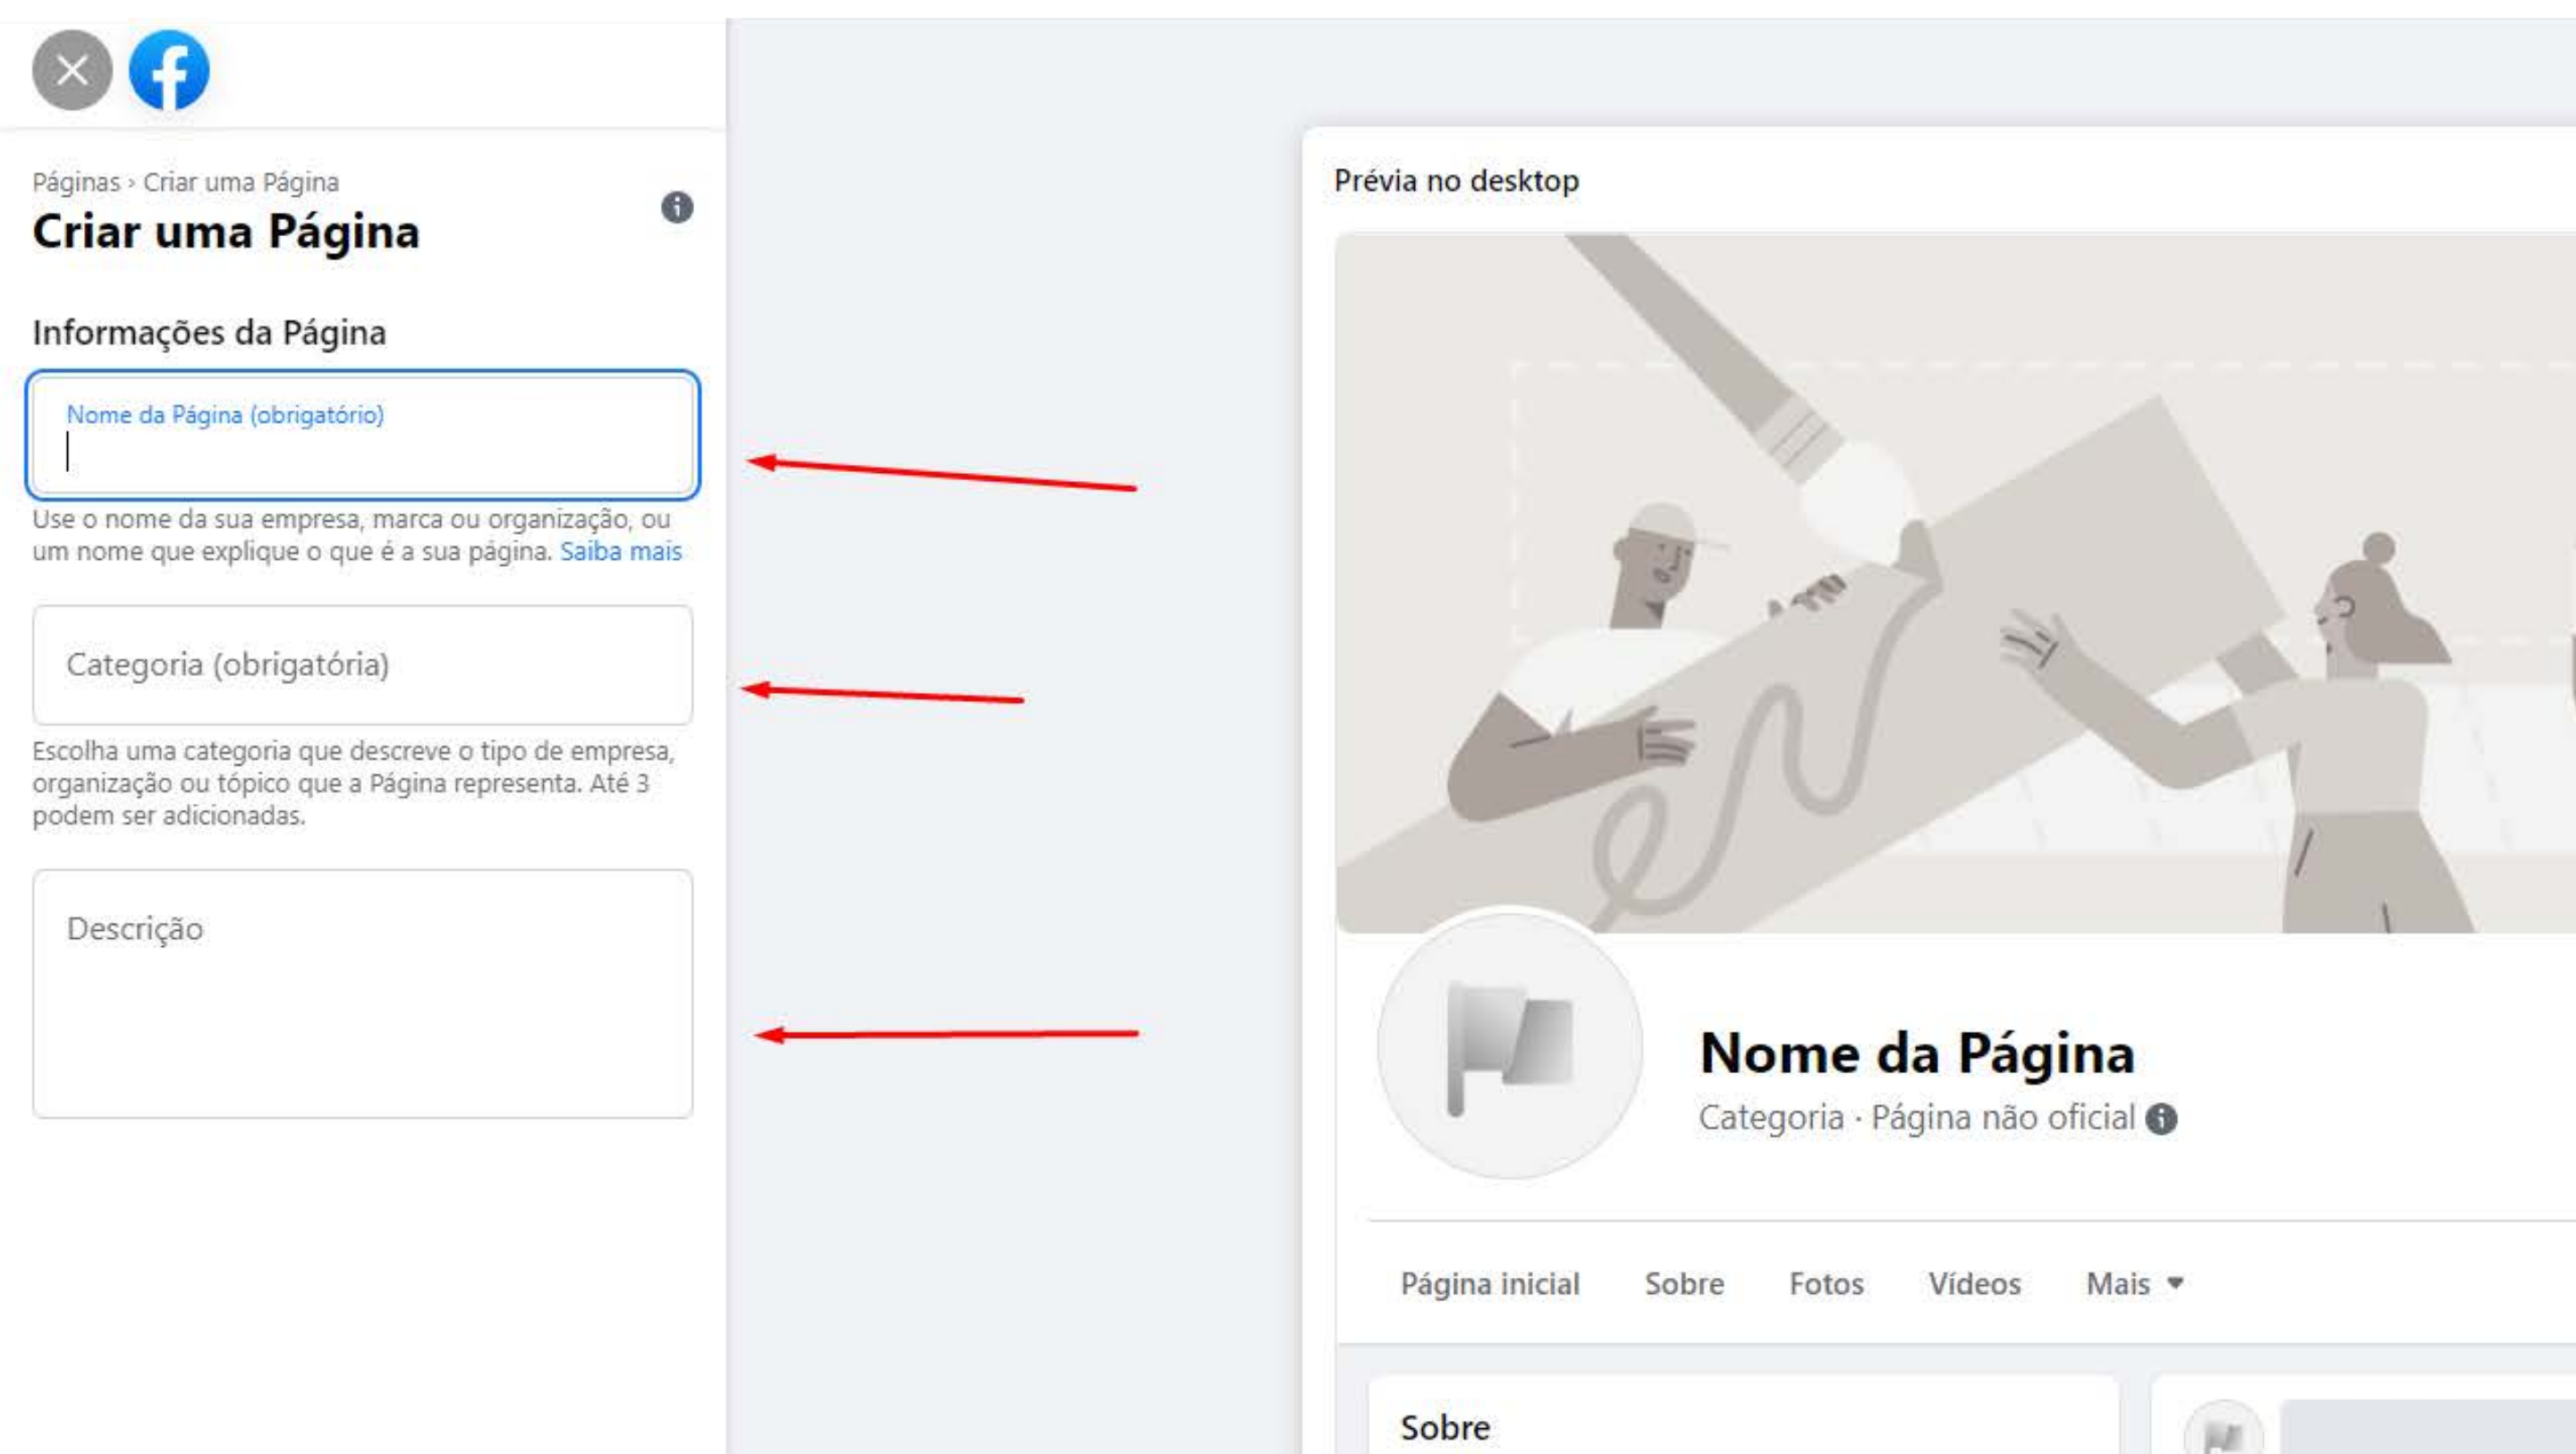 Páginas › Criar uma Página
Criar uma Página
Informações da Página
Nome da Página (obrigatório)
Use o nome da sua empresa, marca ou organização, ou
um nome que explique o que é a sua página. Saiba mais
Categoria (obrigatória)
Escolha uma categoria que descreve o tipo de empresa,
organização ou tópico que a Página representa. Até 3
podem ser adicionadas.
Descrição
Prévia no desktop
Nome da Página
Categoria · Página não oficial
Página inicial Sobre Fotos Vídeos Mais
Sobre